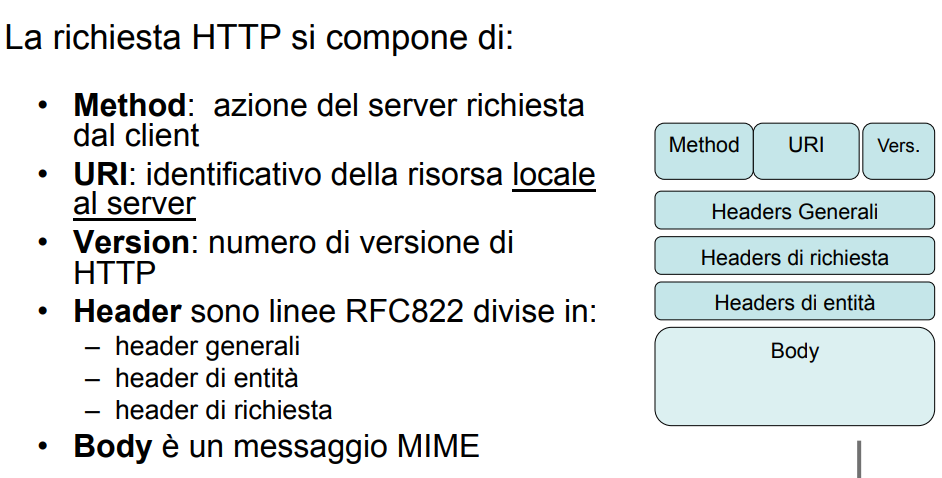 La richiesta HTTP si compone di:
• Method: azione del server richiesta
dal client
• URI: identificativo della risorsa locale
al server
• Version: numero di versione di
HTTP
• Header sono linee RFC822 divise in:
– header generali
– header di entità
– header di richiesta
• Body è un messaggio MIME
Method URI Vers.
Headers Generali
Headers di richiesta
Headers di entità
Body